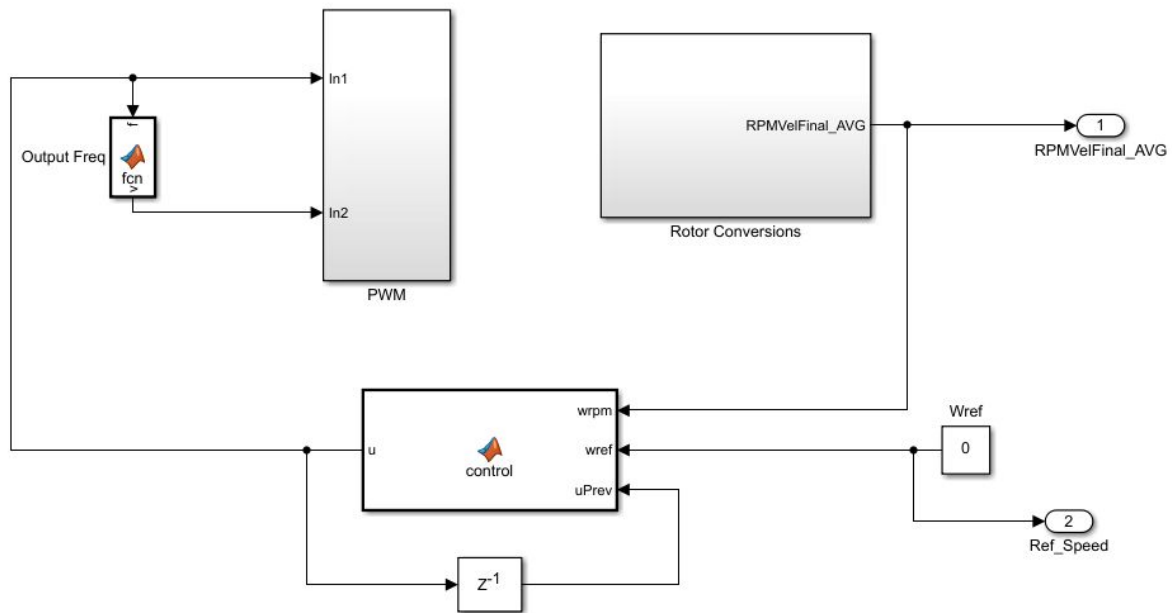 In1
f
Output Freq
fcn
v
In2
PWM
RPMVelFinal_AVG
Rotor Conversions
1
RPMVelFinal_AVG
wrpm
wref
uPrev
u
control
Wref
0
2
Ref_Speed
Z-1